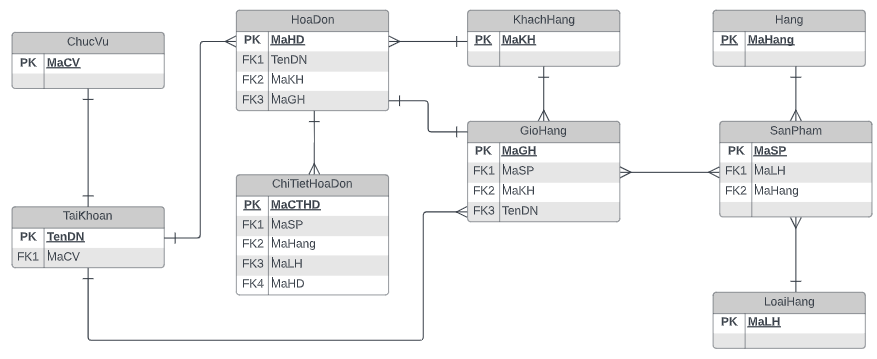 ChucVu
PK MaCV
HoaDon
PK MaHD
FK1 TenDN
FK2 MaKH
FK3 MaGH
KhachHang
PK MaKH
Hang
PK MaHang
GioHang
PK MaGH
FK1 MaSP
FK2 MaKH
FK3 TenDN
SanPham
PK MaSP
FK1 MaLH
FK2 MaHang
TaiKhoan
PK TenDN
FK1 MaCV
ChiTietHoaDon
PK MaCTHD
FK1 MaSP
FK2 MaHang
FK3 MaLH
FK4 MaHD
LoaiHang
PK MaLH